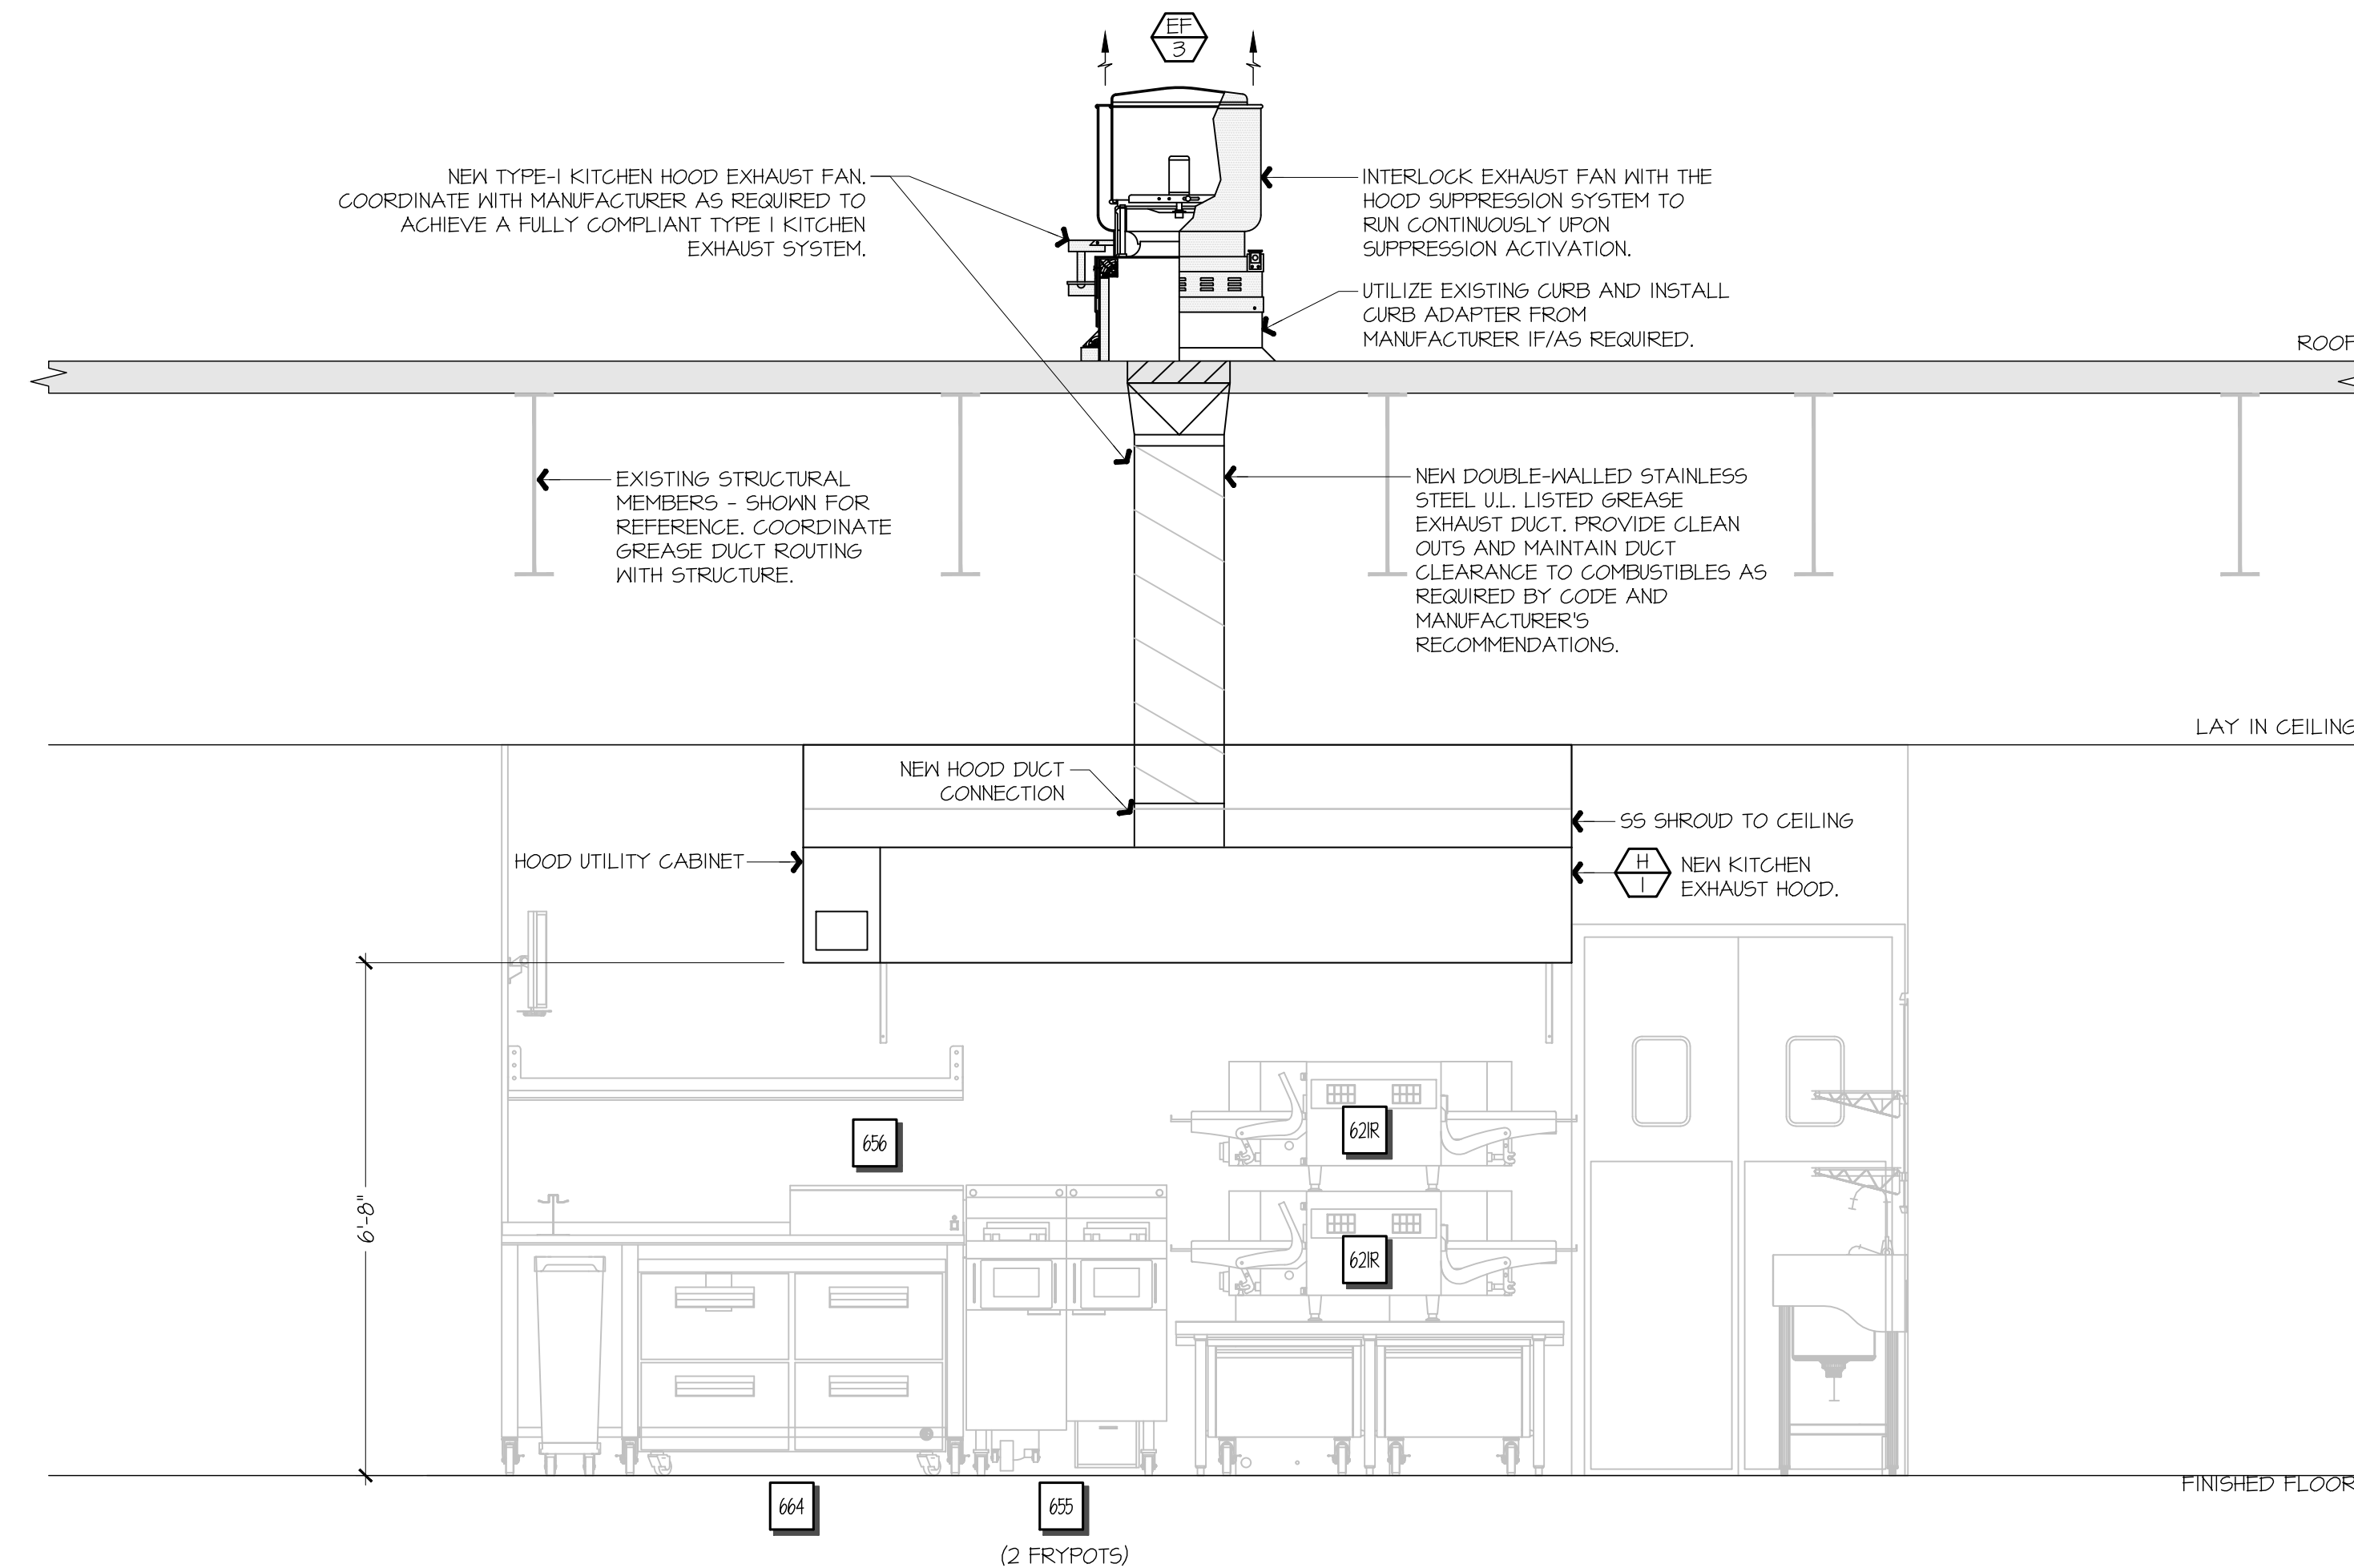 EF
3
NEW TYPE-I KITCHEN HOOD EXHAUST FAN.
COORDINATE WITH MANUFACTURER AS REQUIRED TO
ACHIEVE A FULLY COMPLIANT TYPE I KITCHEN
EXHAUST SYSTEM.
INTERLOCK EXHAUST FAN WITH THE
HOOD SUPPRESSION SYSTEM TO
RUN CONTINUOUSLY UPON
SUPPRESSION ACTIVATION.
UTILIZE EXISTING CURB AND INSTALL
CURB ADAPTER FROM
MANUFACTURER IF/AS REQUIRED.
ROOF
EXISTING STRUCTURAL
MEMBERS - SHOWN FOR
REFERENCE. COORDINATE
GREASE DUCT ROUTING
WITH STRUCTURE.
NEW DOUBLE-WALLED STAINLESS
STEEL U.L. LISTED GREASE
EXHAUST DUCT. PROVIDE CLEAN
OUTS AND MAINTAIN DUCT
CLEARANCE TO COMBUSTIBLES AS
REQUIRED BY CODE AND
MANUFACTURER'S
RECOMMENDATIONS.
LAY IN CEILING
NEW HOOD DUCT
CONNECTION
SS SHROUD TO CEILING
HOOD UTILITY CABINET
H
1
NEW KITCHEN
EXHAUST HOOD.
6'-8"
656
621R
621R
FINISHED FLOOR
664
655
(2 FRYPOTS)